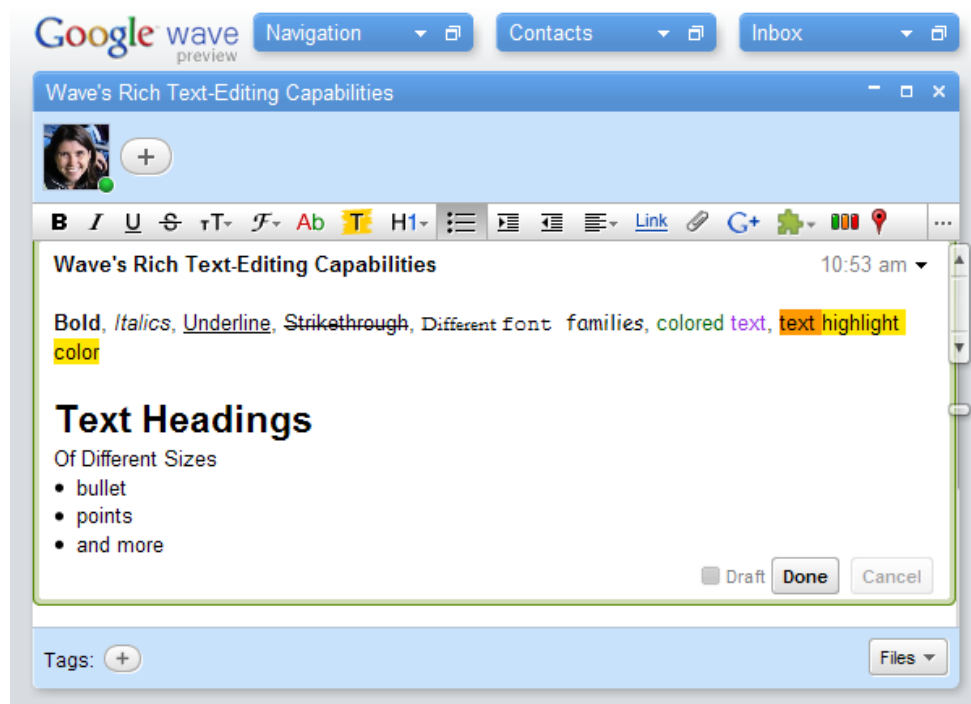 Google wave Navigation Contacts Inbox
preview
Wave's Rich Text-Editing Capabilities
+
B I U S TT F Ab T H1 Link G+ ...
Wave's Rich Text-Editing Capabilities 10:53 am
Bold, Italics, Underline, Strikethrough, Different font families, colored text, text highlight
color
Text Headings
Of Different Sizes
• bullet
• points
• and more
Draft Done Cancel
Tags: + Files